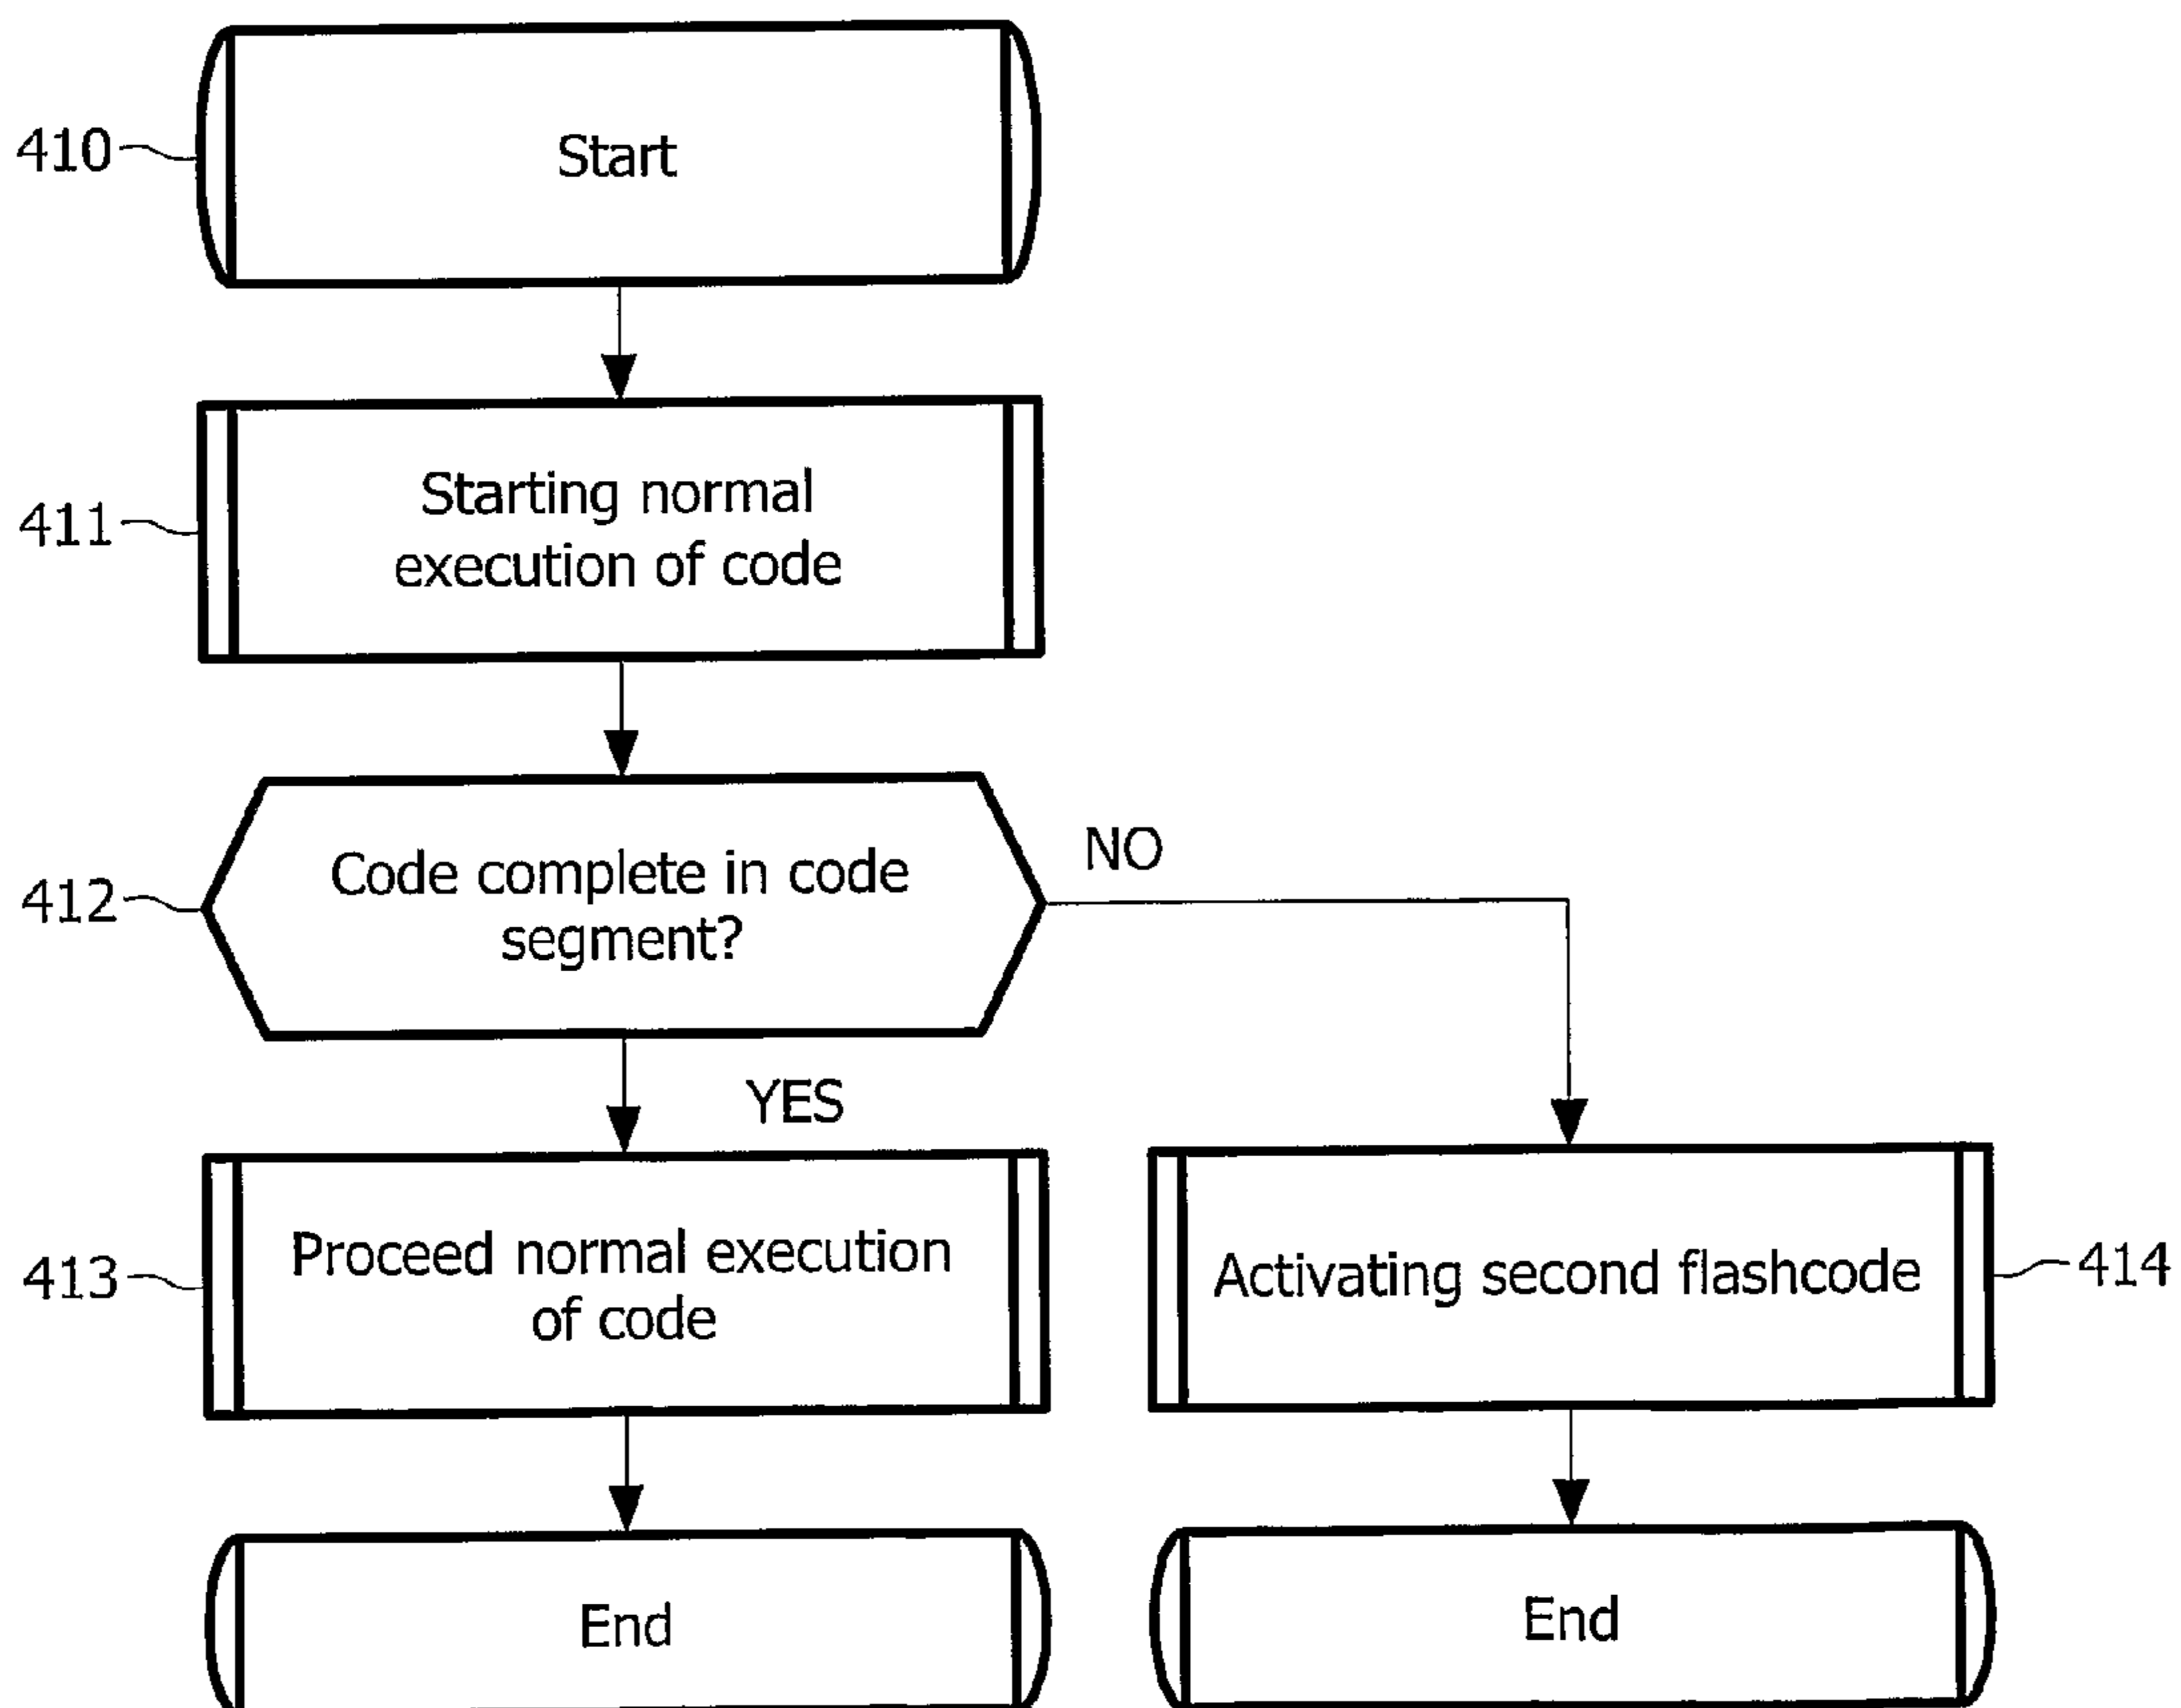 410
Start
411
Starting normal
execution of code
412
Code complete in code
segment?
NO
YES
413
Proceed normal execution
of code
Activating second flashcode
414
End
End